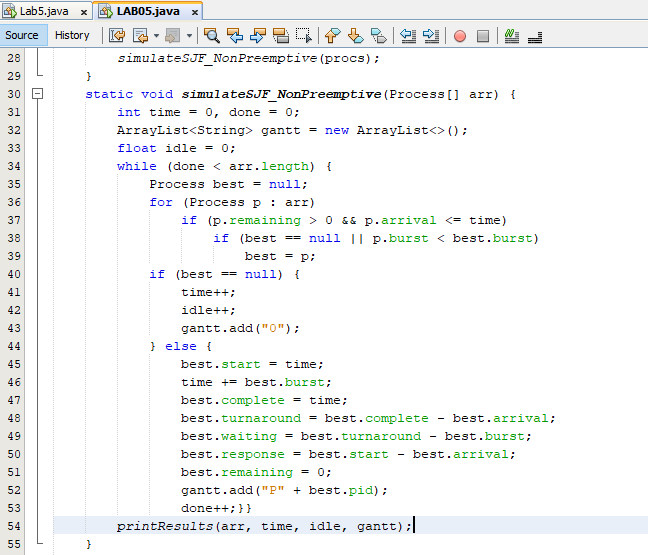 Lab5.java x LAB05.java x
Source History
28 simulateSJF_NonPreemptive(procs);
29 }
30 static void simulateSJF_NonPreemptive(Process[] arr) {
31 int time = 0, done = 0;
32 ArrayList<String> gantt = new ArrayList<>();
33 float idle = 0;
34 while (done < arr.length) {
35 Process best = null;
36 for (Process p : arr)
37 if (p.remaining > 0 && p.arrival <= time)
38 if (best == null || p.burst < best.burst)
39 best = p;
40 if (best == null) {
41 time++;
42 idle++;
43 gantt.add("0");
44 } else {
45 best.start = time;
46 time += best.burst;
47 best.complete = time;
48 best.turnaround = best.complete - best.arrival;
49 best.waiting = best.turnaround - best.burst;
50 best.response = best.start - best.arrival;
51 best.remaining = 0;
52 gantt.add("P" + best.pid);
53 done++;}}
54 printResults(arr, time, idle, gantt);
55 }